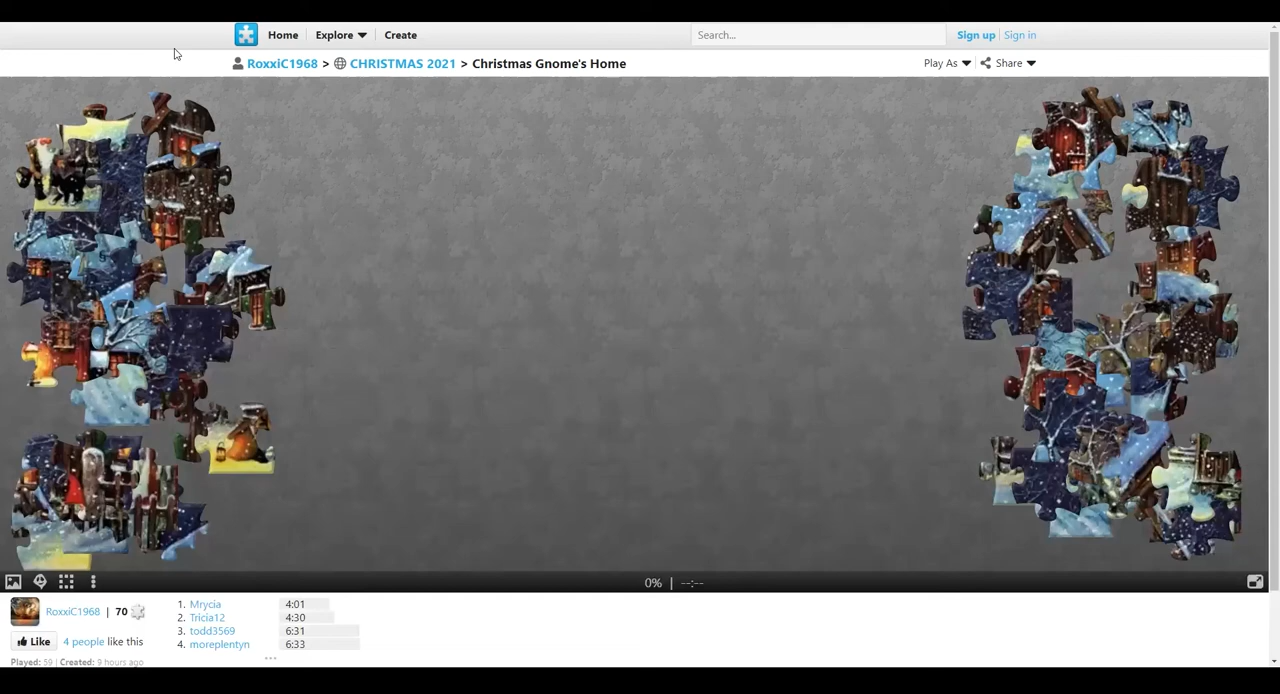 Home Explore Create Search... Sign up Sign in
RoxxiC1968 > CHRISTMAS 2021 > Christmas Gnome's Home Play As Share
0% | --:--
RoxxiC1968 | 70
Like 4 people like this
Played: 59 | Created: 9 hours ago
1. Mrycia 4:01
2. Tricia12 4:30
3. todd3569 6:31
4. moreplentyn 6:33
...